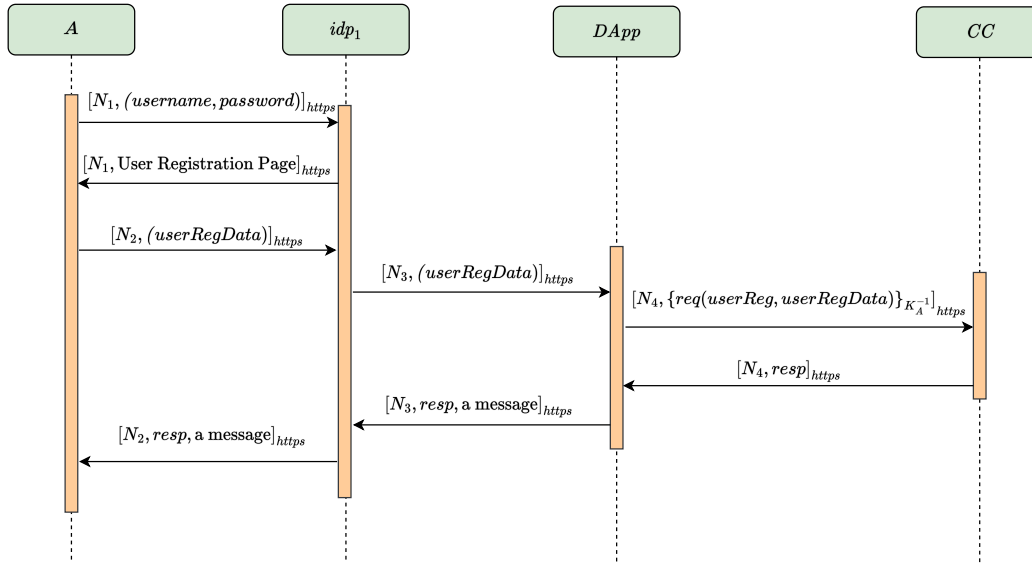 A
idp₁
DApp
CC
[N₁, (username, password)]https
[N₁, User Registration Page]https
[N₂, (userRegData)]https
[N₃, (userRegData)]https
[N₄, {req(userReg, userRegData)}K_A⁻¹]https
[N₄, resp]https
[N₃, resp, a message]https
[N₂, resp, a message]https